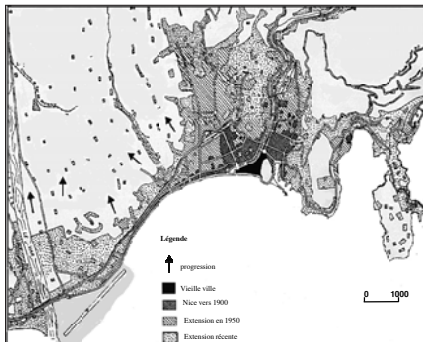 Légende
progression
Vieille ville
Nice vers 1900
Extension en 1950
Extension récente
0 1000